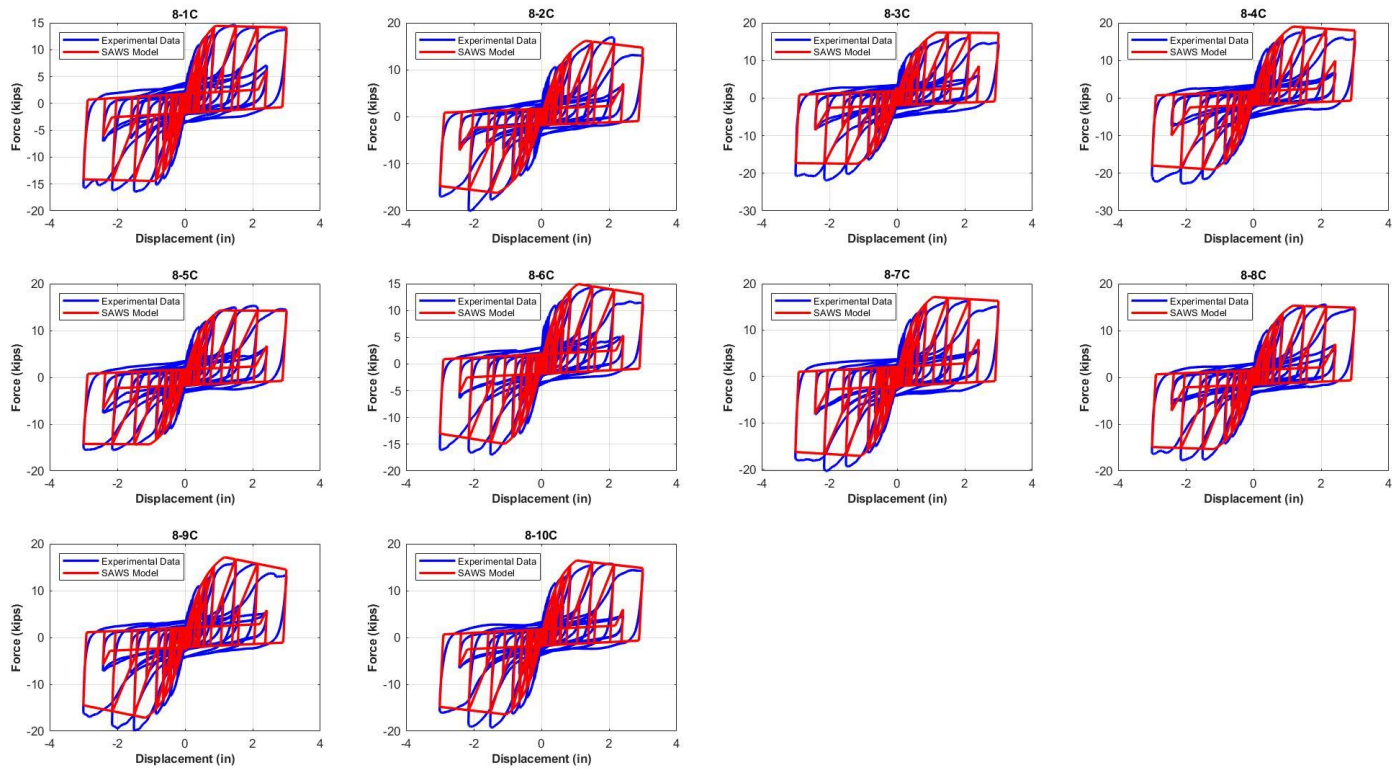 8-1C
15
10
5
0
-5
-10
-15
-20
-4
-2
0
2
4
Force (kips)
Displacement (in)
Experimental Data
SAWS Model
8-2C
20
10
0
-10
-20
-4
-2
0
2
4
Force (kips)
Displacement (in)
Experimental Data
SAWS Model
8-3C
20
10
0
-10
-20
-30
-4
-2
0
2
4
Force (kips)
Displacement (in)
Experimental Data
SAWS Model
8-4C
20
10
0
-10
-20
-30
-4
-2
0
2
4
Force (kips)
Displacement (in)
Experimental Data
SAWS Model
8-5C
20
10
0
-10
-20
-4
-2
0
2
4
Force (kips)
Displacement (in)
Experimental Data
SAWS Model
8-6C
15
10
5
0
-5
-10
-15
-20
-4
-2
0
2
4
Force (kips)
Displacement (in)
Experimental Data
SAWS Model
8-7C
20
10
0
-10
-20
-4
-2
0
2
4
Force (kips)
Displacement (in)
Experimental Data
SAWS Model
8-8C
20
10
0
-10
-20
-4
-2
0
2
4
Force (kips)
Displacement (in)
Experimental Data
SAWS Model
8-9C
20
10
0
-10
-20
-4
-2
0
2
4
Force (kips)
Displacement (in)
Experimental Data
SAWS Model
8-10C
20
10
0
-10
-20
-4
-2
0
2
4
Force (kips)
Displacement (in)
Experimental Data
SAWS Model